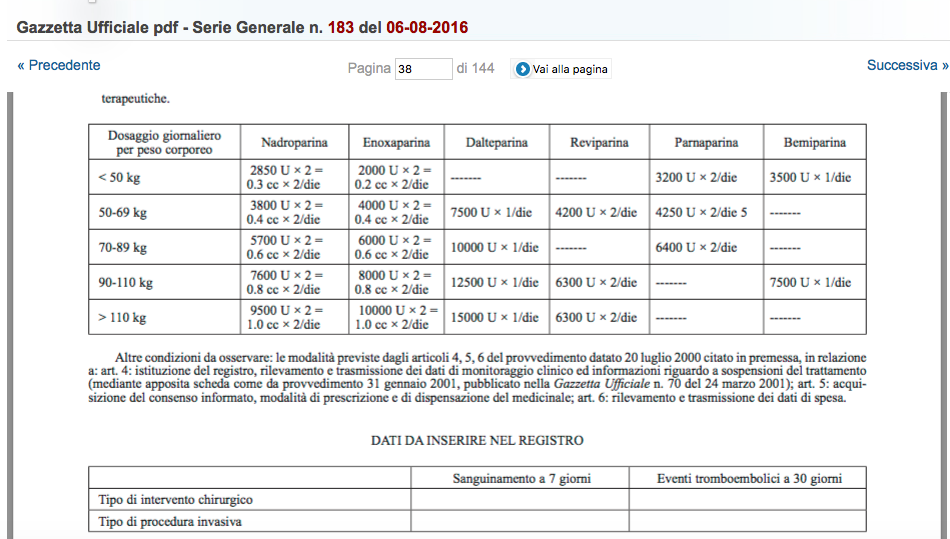 Gazzetta Ufficiale pdf - Serie Generale n. 183 del 06-08-2016
« Precedente Pagina 38 di 144 Vai alla pagina Successiva »
terapeutiche.
Dosaggio giornaliero per peso corporeo Nadroparina Enoxaparina Dalteparina Reviparina Parnaparina Bemiparina
< 50 kg 2850 U × 2 = 0.3 cc × 2/die 2000 U × 2 = 0.2 cc × 2/die ------- ------- 3200 U × 2/die 3500 U × 1/die
50-69 kg 3800 U × 2 = 0.4 cc × 2/die 4000 U × 2 = 0.4 cc × 2/die 7500 U × 1/die 4200 U × 2/die 4250 U × 2/die 5 -------
70-89 kg 5700 U × 2 = 0.6 cc × 2/die 6000 U × 2 = 0.6 cc × 2/die 10000 U × 1/die ------- 6400 U × 2/die -------
90-110 kg 7600 U × 2 = 0.8 cc × 2/die 8000 U × 2 = 0.8 cc × 2/die 12500 U × 1/die 6300 U × 2/die ------- 7500 U × 1/die
> 110 kg 9500 U × 2 = 1.0 cc × 2/die 10000 U × 2 = 1.0 cc × 2/die 15000 U × 1/die 6300 U × 2/die ------- -------
Altre condizioni da osservare: le modalità previste dagli articoli 4, 5, 6 del provvedimento datato 20 luglio 2000 citato in premessa, in relazione
a: art. 4: istituzione del registro, rilevamento e trasmissione dei dati di monitoraggio clinico ed informazioni riguardo a sospensioni del trattamento
(mediante apposita scheda come da provvedimento 31 gennaio 2001, pubblicato nella Gazzetta Ufficiale n. 70 del 24 marzo 2001); art. 5: acqui-
sizione del consenso informato, modalità di prescrizione e di dispensazione del medicinale; art. 6: rilevamento e trasmissione dei dati di spesa.
DATI DA INSERIRE NEL REGISTRO
Sanguinamento a 7 giorni Eventi tromboembolici a 30 giorni
Tipo di intervento chirurgico
Tipo di procedura invasiva